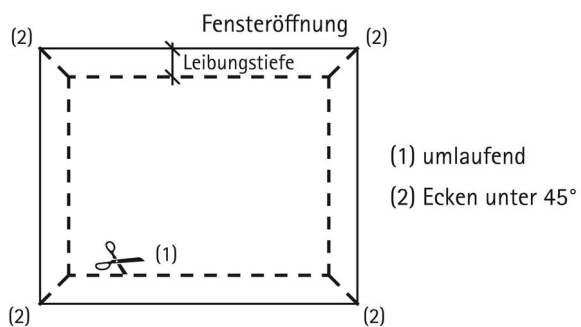 Fensteröffnung
(2)
(2)
Leibungstiefe
(1) umlaufend
(2) Ecken unter 45°
(1)
(2)
(2)